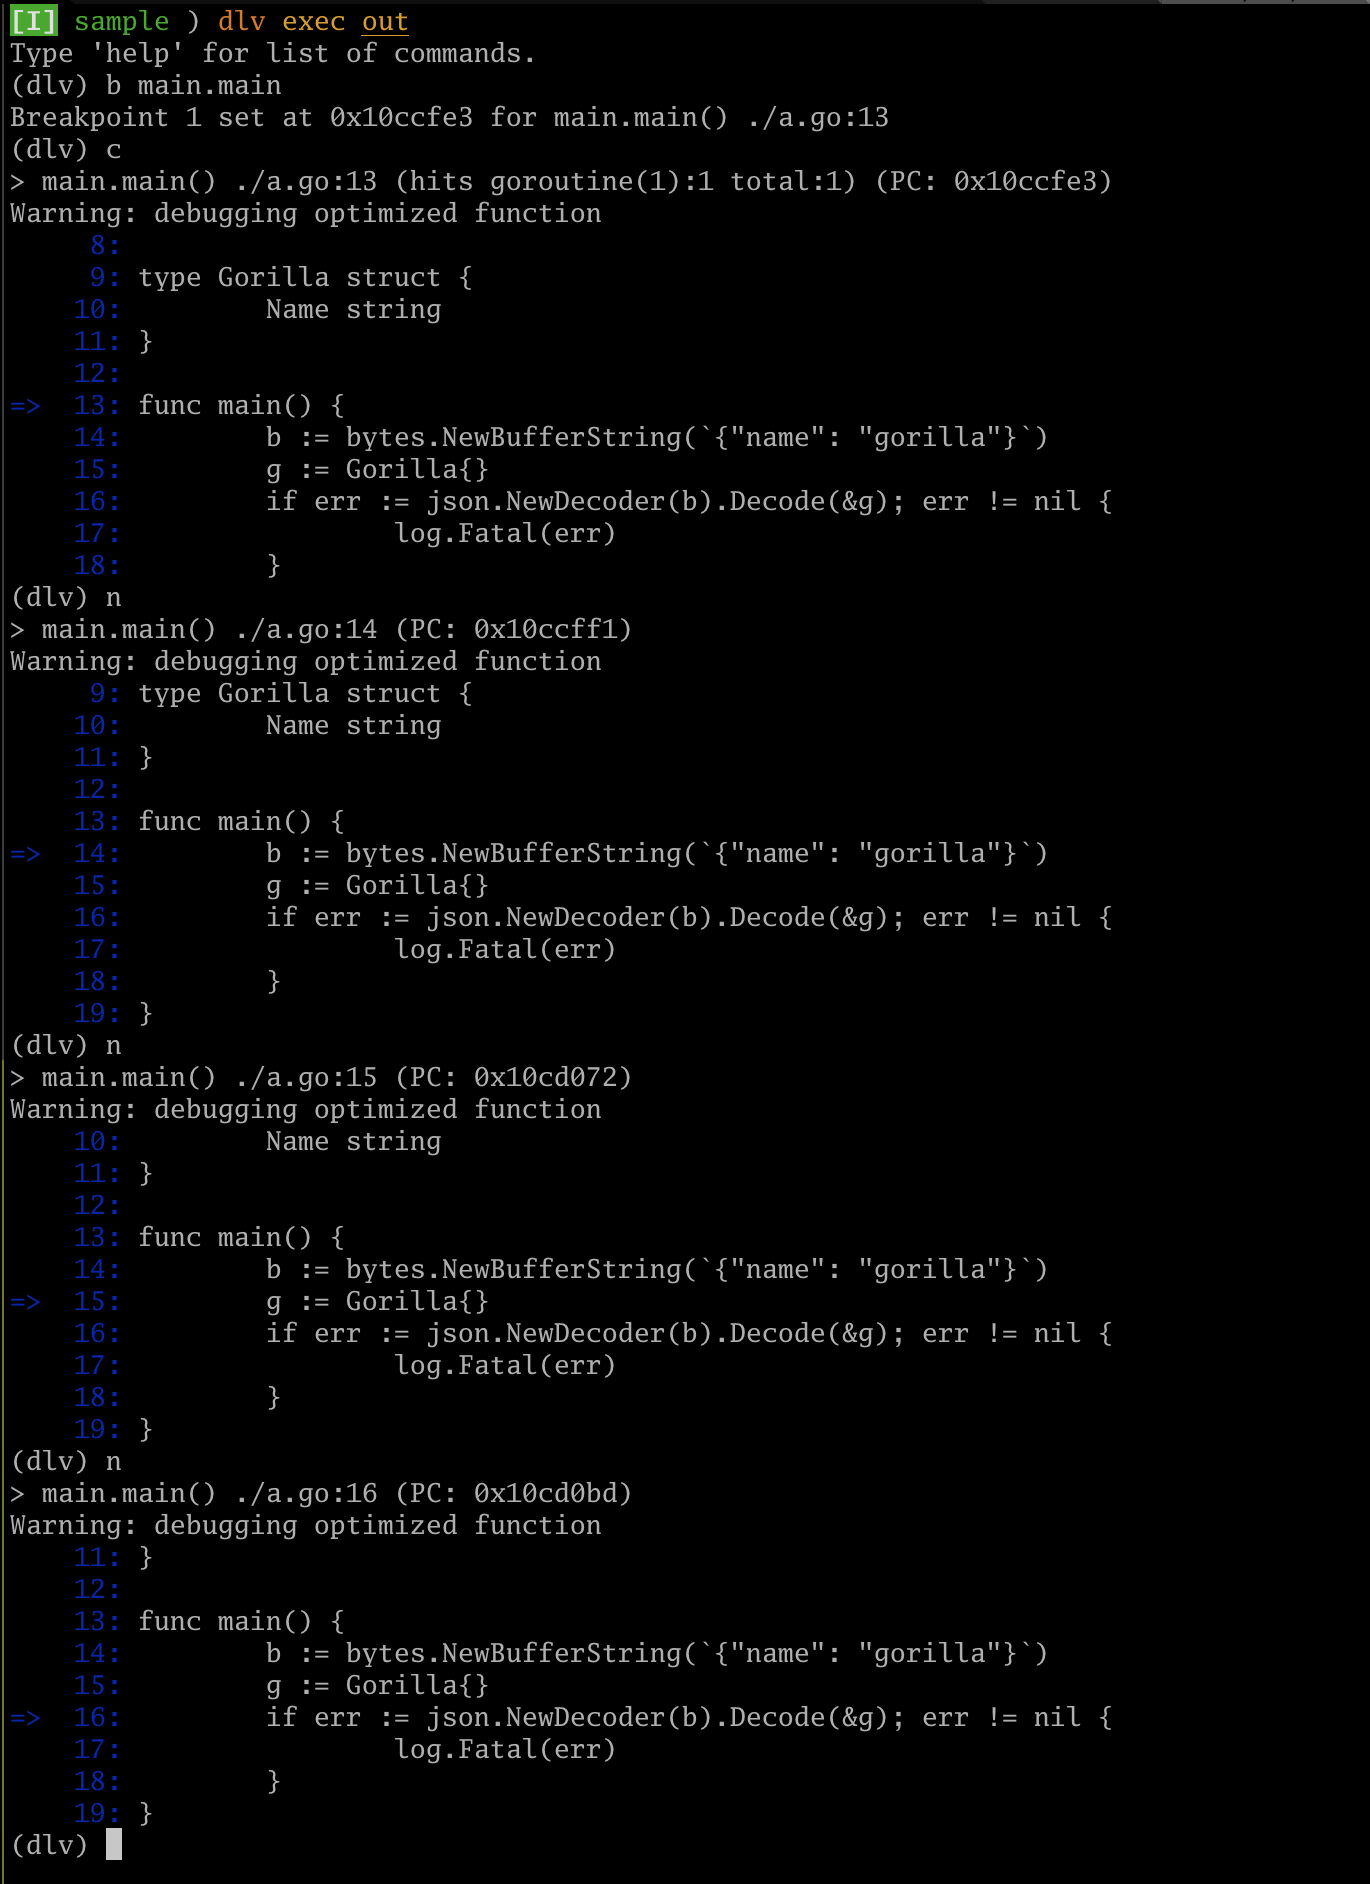 [I] sample ) dlv exec out
Type 'help' for list of commands.
(dlv) b main.main
Breakpoint 1 set at 0x10ccfe3 for main.main() ./a.go:13
(dlv) c
> main.main() ./a.go:13 (hits goroutine(1):1 total:1) (PC: 0x10ccfe3)
Warning: debugging optimized function
     8:
     9: type Gorilla struct {
    10:         Name string
    11: }
    12:
=>  13: func main() {
    14:         b := bytes.NewBufferString(`{"name": "gorilla"}`)
    15:         g := Gorilla{}
    16:         if err := json.NewDecoder(b).Decode(&g); err != nil {
    17:                 log.Fatal(err)
    18:         }
(dlv) n
> main.main() ./a.go:14 (PC: 0x10ccff1)
Warning: debugging optimized function
     9: type Gorilla struct {
    10:         Name string
    11: }
    12:
    13: func main() {
=>  14:         b := bytes.NewBufferString(`{"name": "gorilla"}`)
    15:         g := Gorilla{}
    16:         if err := json.NewDecoder(b).Decode(&g); err != nil {
    17:                 log.Fatal(err)
    18:         }
    19: }
(dlv) n
> main.main() ./a.go:15 (PC: 0x10cd072)
Warning: debugging optimized function
    10:         Name string
    11: }
    12:
    13: func main() {
    14:         b := bytes.NewBufferString(`{"name": "gorilla"}`)
=>  15:         g := Gorilla{}
    16:         if err := json.NewDecoder(b).Decode(&g); err != nil {
    17:                 log.Fatal(err)
    18:         }
    19: }
(dlv) n
> main.main() ./a.go:16 (PC: 0x10cd0bd)
Warning: debugging optimized function
    11: }
    12:
    13: func main() {
    14:         b := bytes.NewBufferString(`{"name": "gorilla"}`)
    15:         g := Gorilla{}
=>  16:         if err := json.NewDecoder(b).Decode(&g); err != nil {
    17:                 log.Fatal(err)
    18:         }
    19: }
(dlv)